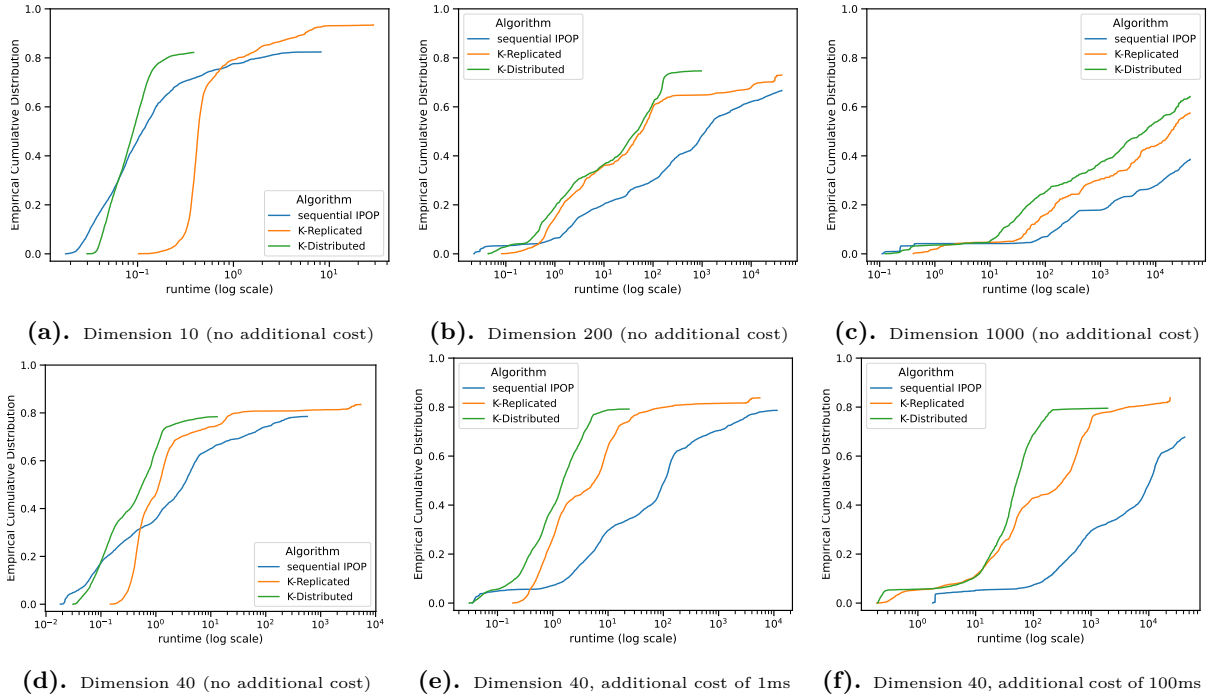 1.0
0.8
0.6
0.4
0.2
0.0
Empirical Cumulative Distribution
Algorithm
sequential IPOP
K-Replicated
K-Distributed
10⁻¹ 10⁰ 10¹
runtime (log scale)
(a). Dimension 10 (no additional cost)
1.0
0.8
0.6
0.4
0.2
0.0
Empirical Cumulative Distribution
Algorithm
sequential IPOP
K-Replicated
K-Distributed
10⁻¹ 10⁰ 10¹ 10² 10³ 10⁴
runtime (log scale)
(b). Dimension 200 (no additional cost)
1.0
0.8
0.6
0.4
0.2
0.0
Empirical Cumulative Distribution
Algorithm
sequential IPOP
K-Replicated
K-Distributed
10⁻¹ 10⁰ 10¹ 10² 10³ 10⁴
runtime (log scale)
(c). Dimension 1000 (no additional cost)
1.0
0.8
0.6
0.4
0.2
0.0
Empirical Cumulative Distribution
Algorithm
sequential IPOP
K-Replicated
K-Distributed
10⁻² 10⁻¹ 10⁰ 10¹ 10² 10³ 10⁴
runtime (log scale)
(d). Dimension 40 (no additional cost)
1.0
0.8
0.6
0.4
0.2
0.0
Empirical Cumulative Distribution
Algorithm
sequential IPOP
K-Replicated
K-Distributed
10⁻¹ 10⁰ 10¹ 10² 10³ 10⁴
runtime (log scale)
(e). Dimension 40, additional cost of 1ms
1.0
0.8
0.6
0.4
0.2
0.0
Empirical Cumulative Distribution
Algorithm
sequential IPOP
K-Replicated
K-Distributed
10⁰ 10¹ 10² 10³ 10⁴
runtime (log scale)
(f). Dimension 40, additional cost of 100ms